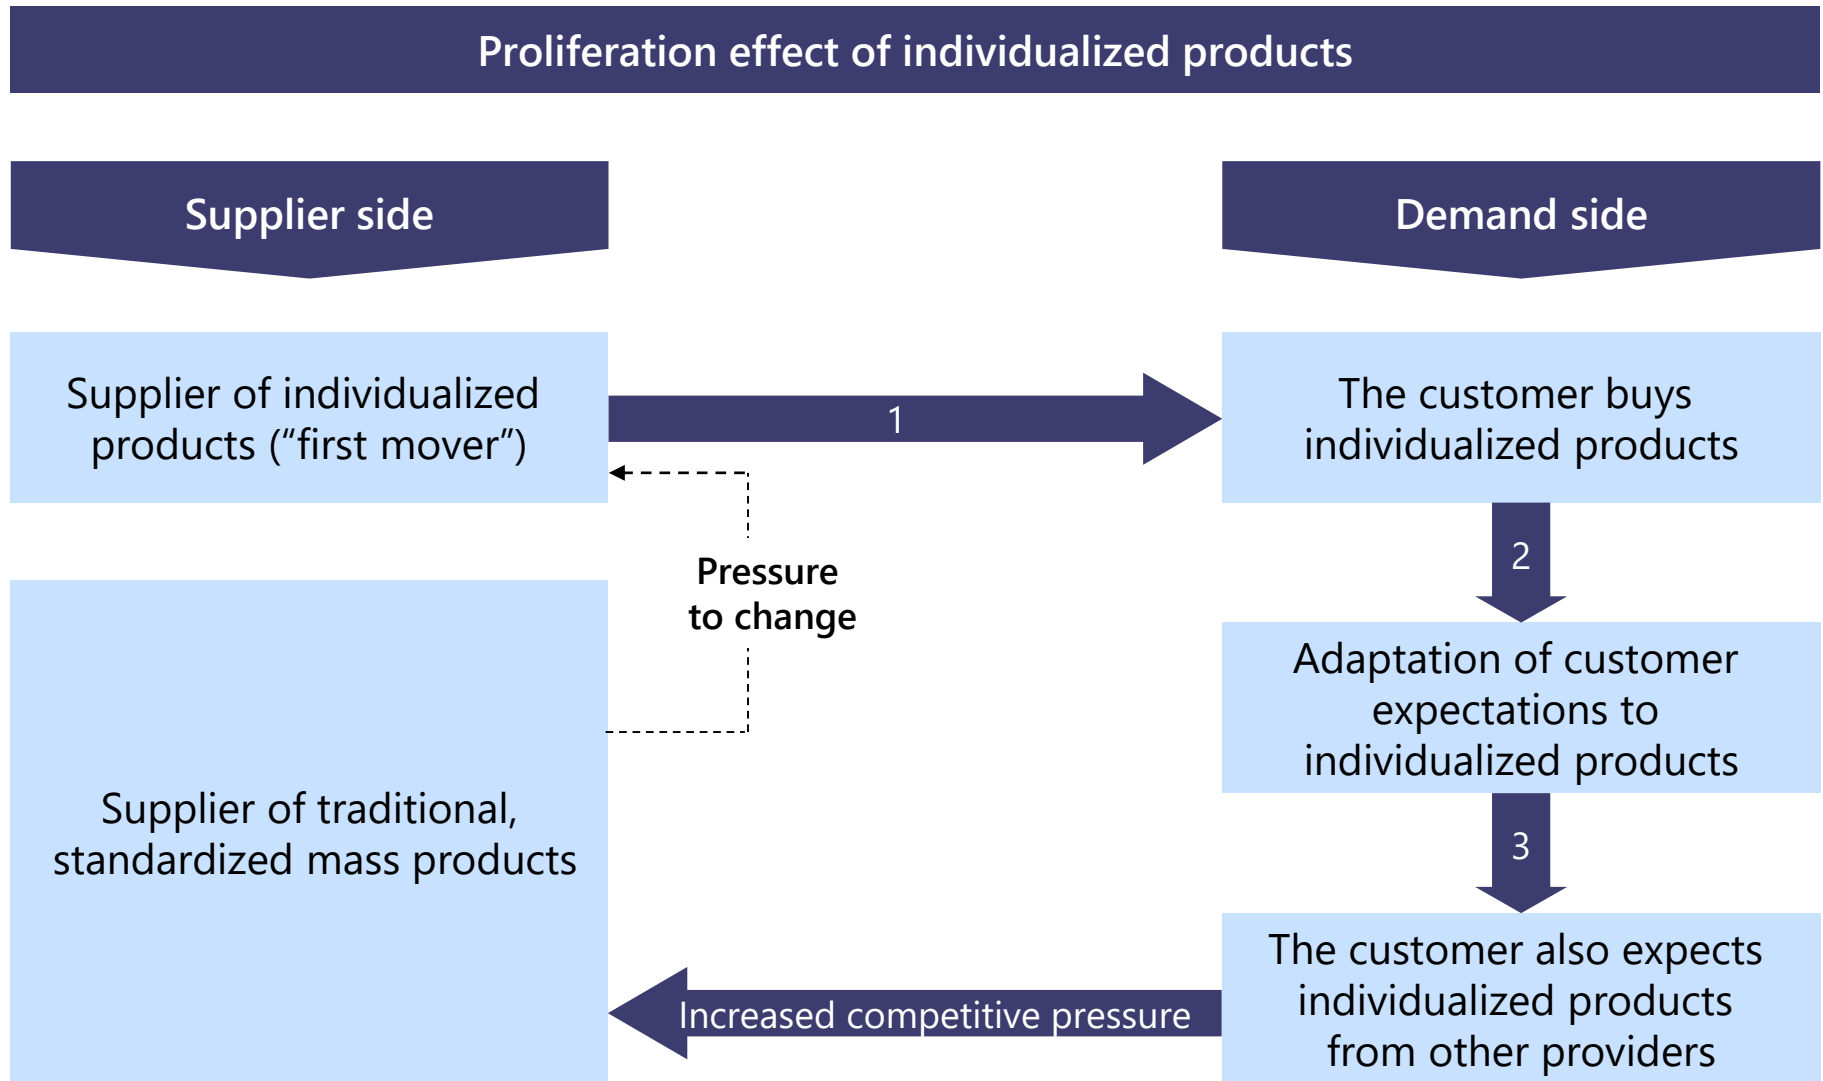 Proliferation effect of individualized products
Supplier side
Demand side
Supplier of individualized
products (“first mover”)
1
The customer buys
individualized products
2
Pressure
to change
Adaptation of customer
expectations to
individualized products
Supplier of traditional,
standardized mass products
3
The customer also expects
individualized products
from other providers
Increased competitive pressure